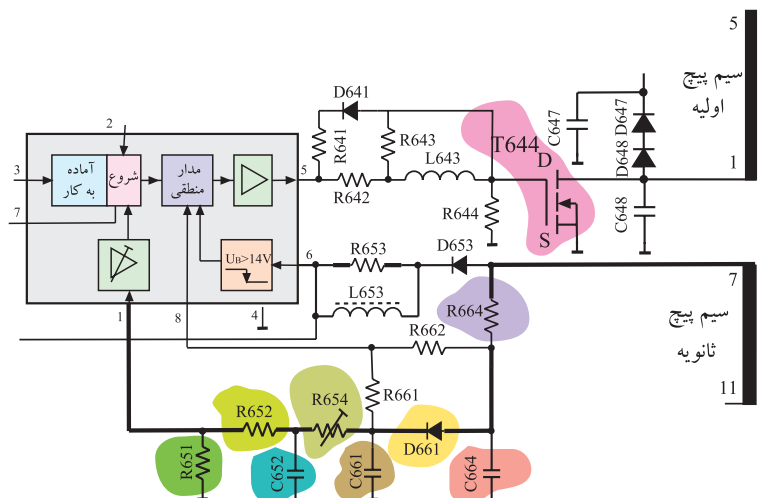 5
سیم پیچ
اولیه
1
D641
R641
R643
R642
L643
R644
T644
D
S
C647
D647
D648
C648
2
3
7
آماده
به کار
شروع
مدار
منطقی
5
UB>14V
6
4
1
8
R653
L653
D653
R664
R662
R661
7
سیم پیچ
ثانویه
11
R652
R654
D661
R651
C652
C661
C664